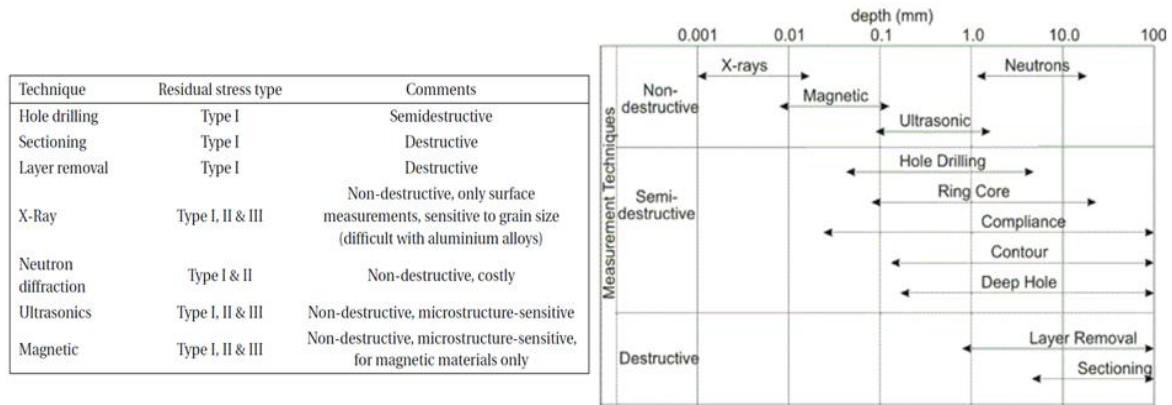 Technique Residual stress type Comments
Hole drilling Type I Semidestructive
Sectioning Type I Destructive
Layer removal Type I Destructive
X-Ray Type I, II & III Non-destructive, only surface
measurements, sensitive to grain size
(difficult with aluminium alloys)
Neutron
diffraction Type I & II Non-destructive, costly
Ultrasonics Type I, II & III Non-destructive, microstructure-sensitive
Magnetic Type I, II & III Non-destructive, microstructure-sensitive,
for magnetic materials only
depth (mm)
0.001 0.01 0.1 1.0 10.0 100
Measurement Techniques
Non-
destructive
X-rays
Neutrons
Magnetic
Ultrasonic
Semi-
destructive
Hole Drilling
Ring Core
Compliance
Contour
Deep Hole
Destructive
Layer Removal
Sectioning